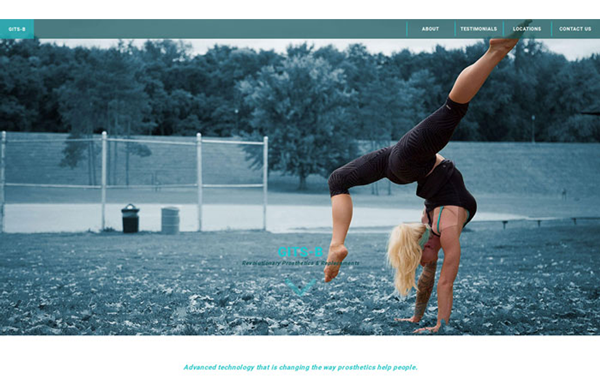 GITS-B
ABOUT
TESTIMONIALS
LOCATIONS
CONTACT US
GITS-B
Revolutionary Prosthetics & Replacements
Advanced technology that is changing the way prosthetics help people.